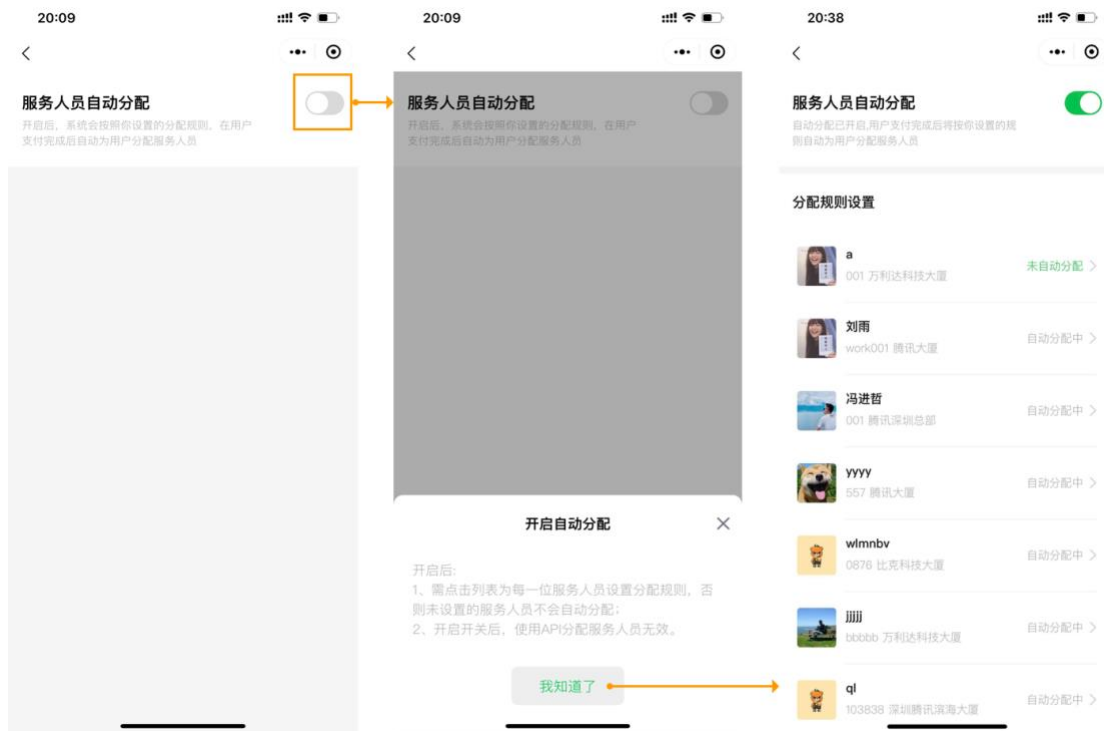 20:09
服务人员自动分配
开启后，系统会按照你设置的分配规则，在用户
支付完成后自动为用户分配服务人员
20:09
服务人员自动分配
开启后，系统会按照你设置的分配规则，在用户
支付完成后自动为用户分配服务人员
开启自动分配
开启后:
1、需点击列表为每一位服务人员设置分配规则，否
则未设置的服务人员不会自动分配；
2、开启开关后，使用API分配服务人员无效。
我知道了
20:38
服务人员自动分配
自动分配已开启,用户支付完成后将按你设置的规
则自动为用户分配服务人员
分配规则设置
a
001 万利达科技大厦
未自动分配
刘雨
work001 腾讯大厦
自动分配中
冯进哲
001 腾讯深圳总部
自动分配中
yyyy
557 腾讯大厦
自动分配中
wlmnbv
0876 比克科技大厦
自动分配中
jjjjj
bbbbb 万利达科技大厦
自动分配中
ql
103838 深圳腾讯滨海大厦
自动分配中